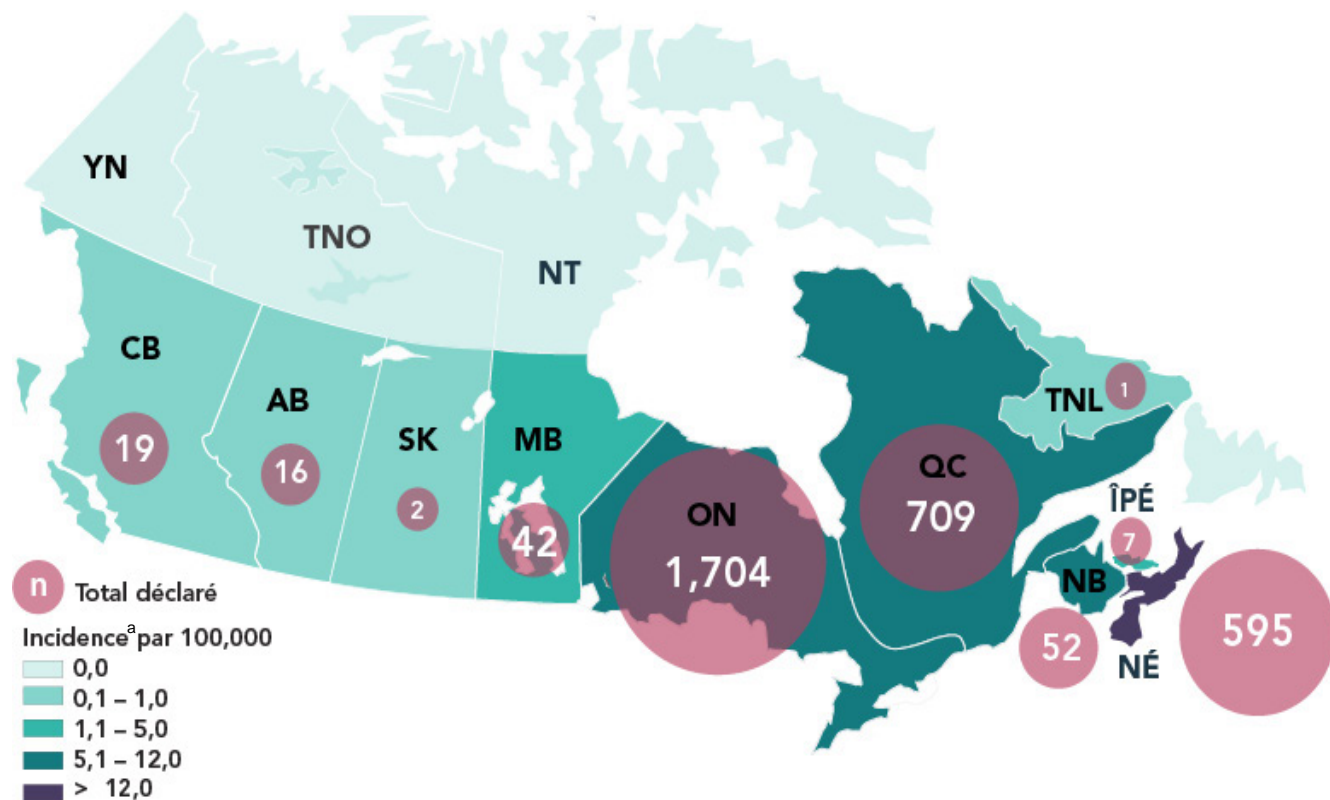 YN
TNO
NT
CB
19
AB
16
SK
2
MB
42
ON
1,704
QC
709
TNL
1
ÎPÉ
7
NB
52
NÉ
595
n Total déclaré
Incidenceª par 100,000
0,0
0,1 – 1,0
1,1 – 5,0
5,1 – 12,0
> 12,0